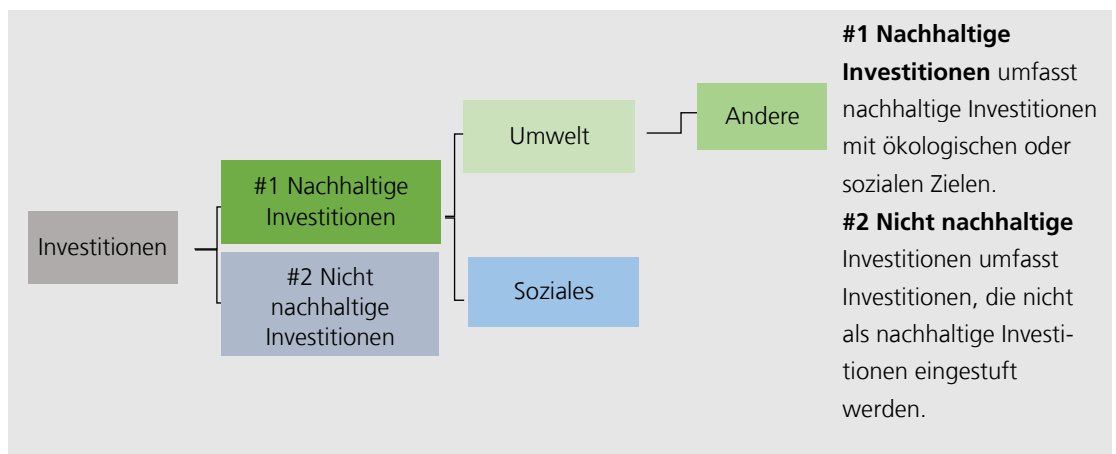 Investitionen
#1 Nachhaltige
Investitionen
#2 Nicht
nachhaltige
Investitionen
Umwelt
Soziales
Andere
#1 Nachhaltige
Investitionen umfasst
nachhaltige Investitionen
mit ökologischen oder
sozialen Zielen.
#2 Nicht nachhaltige
Investitionen umfasst
Investitionen, die nicht
als nachhaltige Investi-
tionen eingestuft
werden.